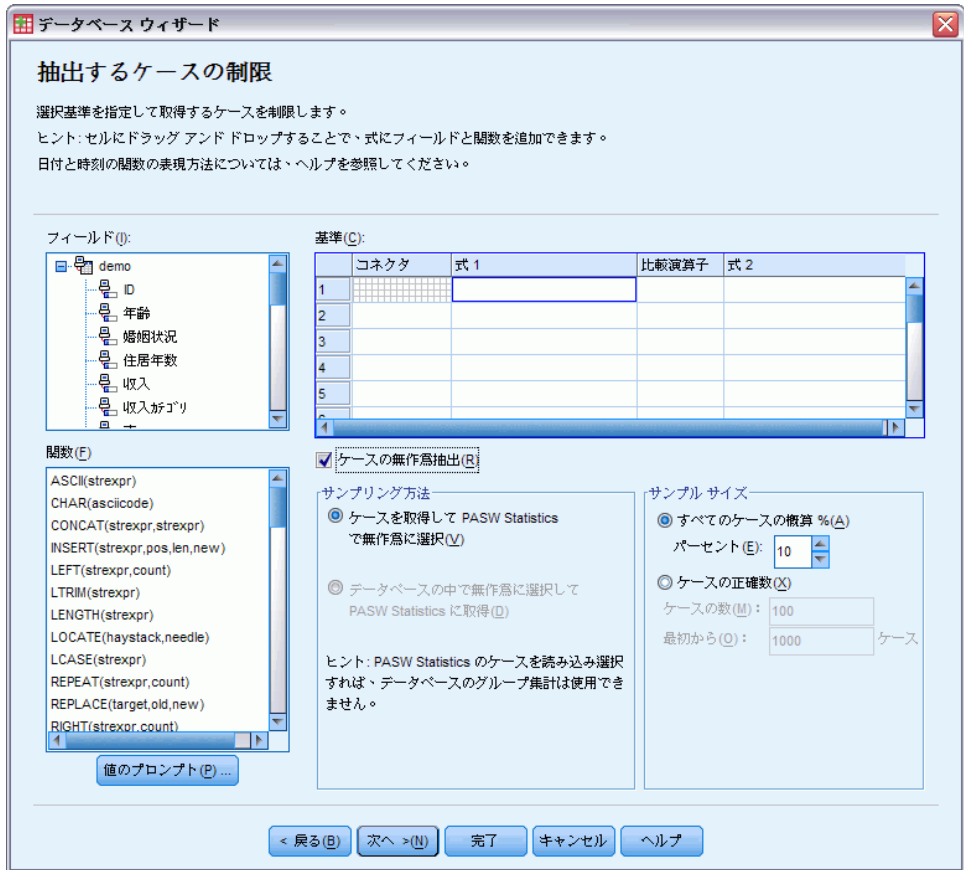 データベース ウィザード
抽出するケースの制限
選択基準を指定して取得するケースを制限します。
ヒント: セルにドラッグ アンド ドロップすることで、式にフィールドと関数を追加できます。
日付と時刻の関数の表現方法については、ヘルプを参照してください。
フィールド(I):
demo
ID
年齢
婚姻状況
住居年数
収入
収入カテゴリ
基準(C):
コネクタ 式 1 比較演算子 式 2
1
2
3
4
5
関数(F)
ASCII(strexpr)
CHAR(asciicode)
CONCAT(strexpr,strexpr)
INSERT(strexpr,pos,len,new)
LEFT(strexpr,count)
LTRIM(strexpr)
LENGTH(strexpr)
LOCATE(haystack,needle)
LCASE(strexpr)
REPEAT(strexpr,count)
REPLACE(target,old,new)
RIGHT(strexpr,count)
値のプロンプト(P) ...
ケースの無作為抽出(R)
サンプリング方法
ケースを取得して PASW Statistics
で無作為に選択(V)
データベースの中で無作為に選択して
PASW Statistics に取得(D)
ヒント: PASW Statistics のケースを読み込み選択
すれば、データベースのグループ集計は使用でき
ません。
サンプル サイズ
すべてのケースの概算 %(A)
パーセント(E): 10
ケースの正確数(X)
ケースの数(M): 100
最初から(O): 1000 ケース
< 戻る(B) 次へ >(N) 完了 キャンセル ヘルプ